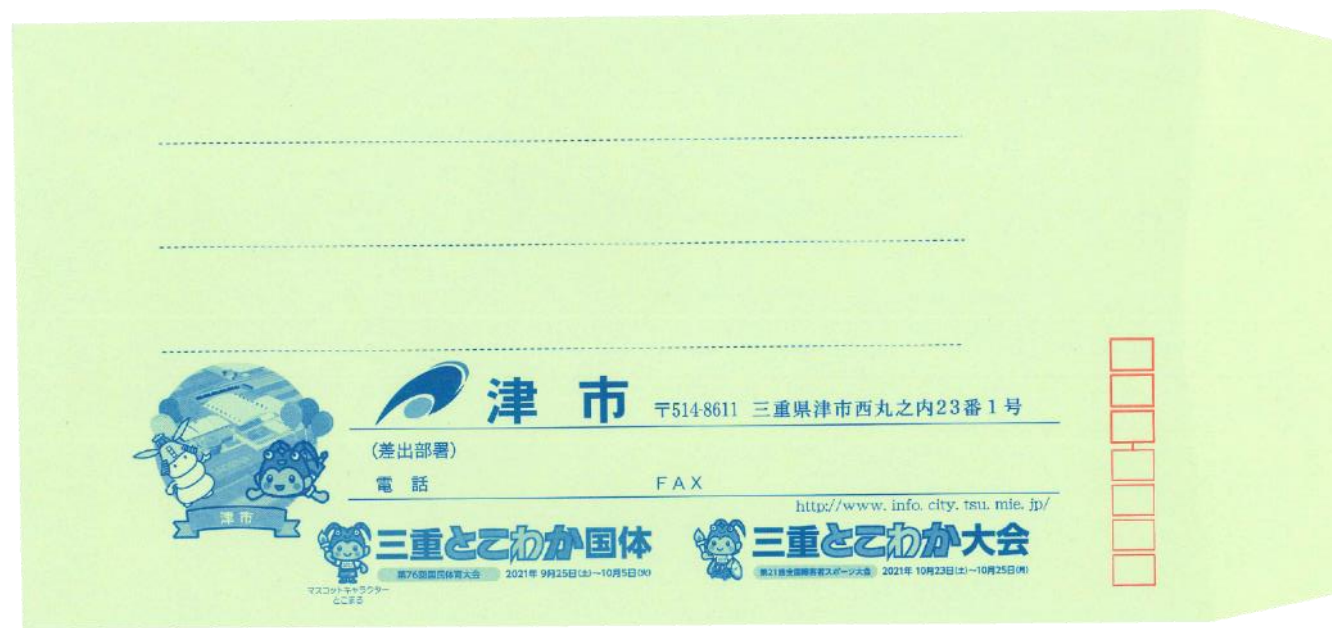 津市 〒514-8611 三重県津市西丸之内23番1号
(差出部署)
電話 FAX
http://www.info.city.tsu.mie.jp/
津市
三重とこわか国体
第76回国民体育大会 2021年 9月25日(土)~10月5日(火)
マスコットキャラクター
とこまる
三重とこわか大会
第21回全国障害者スポーツ大会 2021年 10月23日(土)~10月25日(月)